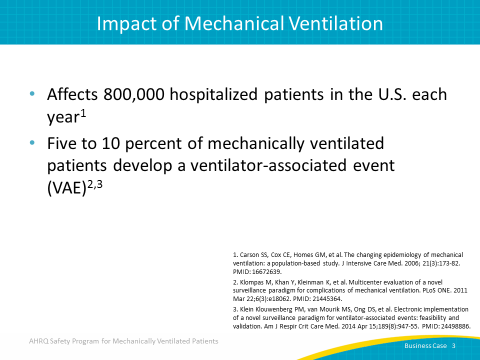 Impact of Mechanical Ventilation
• Affects 800,000 hospitalized patients in the U.S. each
year1
• Five to 10 percent of mechanically ventilated
patients develop a ventilator-associated event
(VAE)2,3
1. Carson SS, Cox CE, Homes GM, et al. The changing epidemiology of mechanical
ventilation: a population-based study. J Intensive Care Med. 2006; 21(3):173-82.
PMID: 16672639.
2. Klompas M, Khan Y, Kleinman K, et al. Multicenter evaluation of a novel
surveillance paradigm for complications of mechanical ventilation. PLoS ONE. 2011
Mar 22;6(3):e18062. PMID: 21445364.
3. Klein Klouwenberg PM, van Mourik MS, Ong DS, et al. Electronic implementation
of a novel surveillance paradigm for ventilator-associated events: feasibility and
validation. Am J Respir Crit Care Med. 2014 Apr 15;189(8):947-55. PMID: 24498886.
AHRQ Safety Program for Mechanically Ventilated Patients
Business Case 3